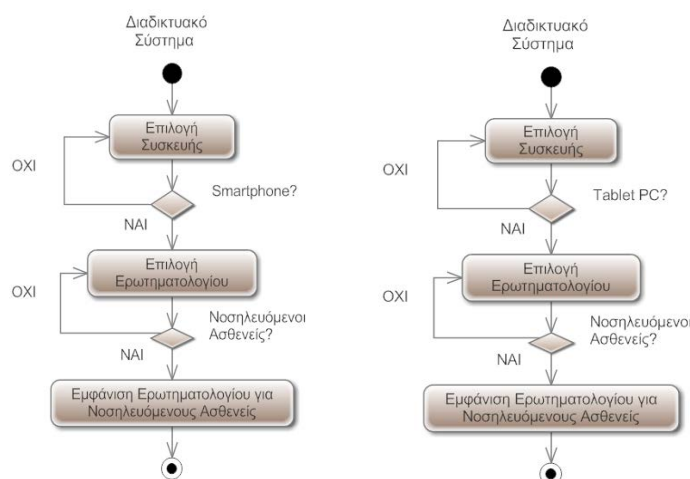 Διαδικτυακό
Σύστημα
Επιλογή
Συσκευής
ΟΧΙ
Smartphone?
ΝΑΙ
Επιλογή
Ερωτηματολογίου
ΟΧΙ
Νοσηλευόμενοι
Ασθενείς?
ΝΑΙ
Εμφάνιση Ερωτηματολογίου για
Νοσηλευόμενους Ασθενείς
Διαδικτυακό
Σύστημα
Επιλογή
Συσκευής
ΟΧΙ
Tablet PC?
ΝΑΙ
Επιλογή
Ερωτηματολογίου
ΟΧΙ
Νοσηλευόμενοι
Ασθενείς?
ΝΑΙ
Εμφάνιση Ερωτηματολογίου για
Νοσηλευόμενους Ασθενείς